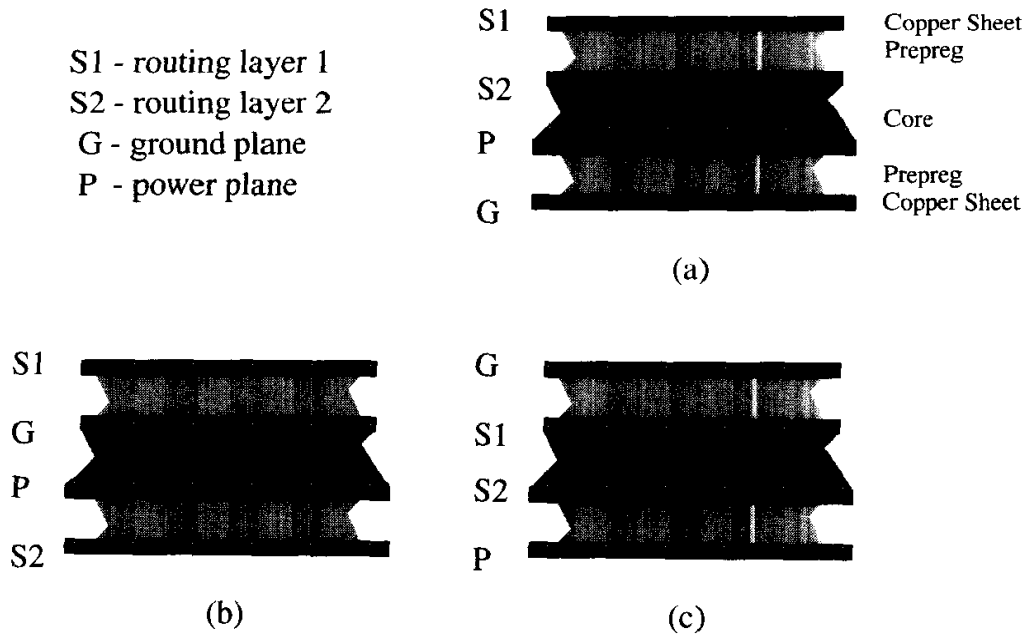 S1 - routing layer 1
S2 - routing layer 2
G - ground plane
P - power plane
S1
S2
P
G
Copper Sheet
Prepreg
Core
Prepreg
Copper Sheet
(a)
S1
G
P
S2
(b)
G
S1
S2
P
(c)